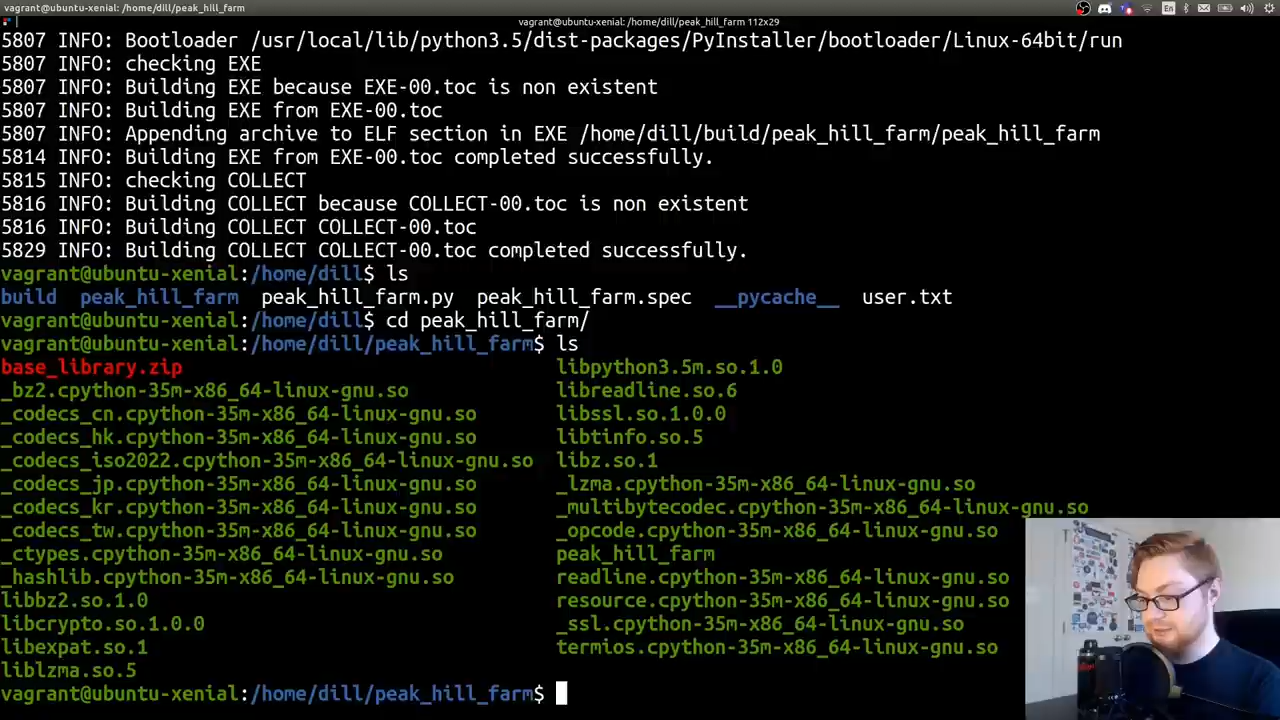 vagrant@ubuntu-xenial: /home/dill/peak_hill_farm
En
vagrant@ubuntu-xenial: /home/dill/peak_hill_farm 112x29
5807 INFO: Bootloader /usr/local/lib/python3.5/dist-packages/PyInstaller/bootloader/Linux-64bit/run
5807 INFO: checking EXE
5807 INFO: Building EXE because EXE-00.toc is non existent
5807 INFO: Building EXE from EXE-00.toc
5807 INFO: Appending archive to ELF section in EXE /home/dill/build/peak_hill_farm/peak_hill_farm
5814 INFO: Building EXE from EXE-00.toc completed successfully.
5815 INFO: checking COLLECT
5816 INFO: Building COLLECT because COLLECT-00.toc is non existent
5816 INFO: Building COLLECT COLLECT-00.toc
5829 INFO: Building COLLECT COLLECT-00.toc completed successfully.
vagrant@ubuntu-xenial:/home/dill$ ls
build peak_hill_farm peak_hill_farm.py peak_hill_farm.spec __pycache__ user.txt
vagrant@ubuntu-xenial:/home/dill$ cd peak_hill_farm/
vagrant@ubuntu-xenial:/home/dill/peak_hill_farm$ ls
base_library.zip libpython3.5m.so.1.0
_bz2.cpython-35m-x86_64-linux-gnu.so libreadline.so.6
_codecs_cn.cpython-35m-x86_64-linux-gnu.so libssl.so.1.0.0
_codecs_hk.cpython-35m-x86_64-linux-gnu.so libtinfo.so.5
_codecs_iso2022.cpython-35m-x86_64-linux-gnu.so libz.so.1
_codecs_jp.cpython-35m-x86_64-linux-gnu.so _lzma.cpython-35m-x86_64-linux-gnu.so
_codecs_kr.cpython-35m-x86_64-linux-gnu.so _multibytecodec.cpython-35m-x86_64-linux-gnu.so
_codecs_tw.cpython-35m-x86_64-linux-gnu.so _opcode.cpython-35m-x86_64-linux-gnu.so
_ctypes.cpython-35m-x86_64-linux-gnu.so peak_hill_farm
_hashlib.cpython-35m-x86_64-linux-gnu.so readline.cpython-35m-x86_64-linux-gnu.so
libbz2.so.1.0 resource.cpython-35m-x86_64-linux-gnu.so
libcrypto.so.1.0.0 _ssl.cpython-35m-x86_64-linux-gnu.so
libexpat.so.1 termios.cpython-35m-x86_64-linux-gnu.so
liblzma.so.5
vagrant@ubuntu-xenial:/home/dill/peak_hill_farm$